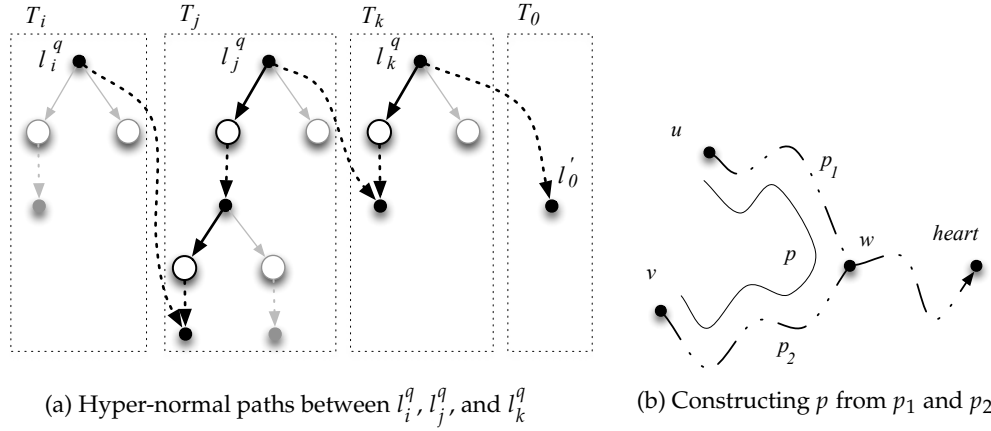 T_i T_j T_k T_0
l_i^q l_j^q l_k^q
l_0'
u p_1
p w heart
v
p_2
(a) Hyper-normal paths between l_i^q, l_j^q, and l_k^q
(b) Constructing p from p_1 and p_2